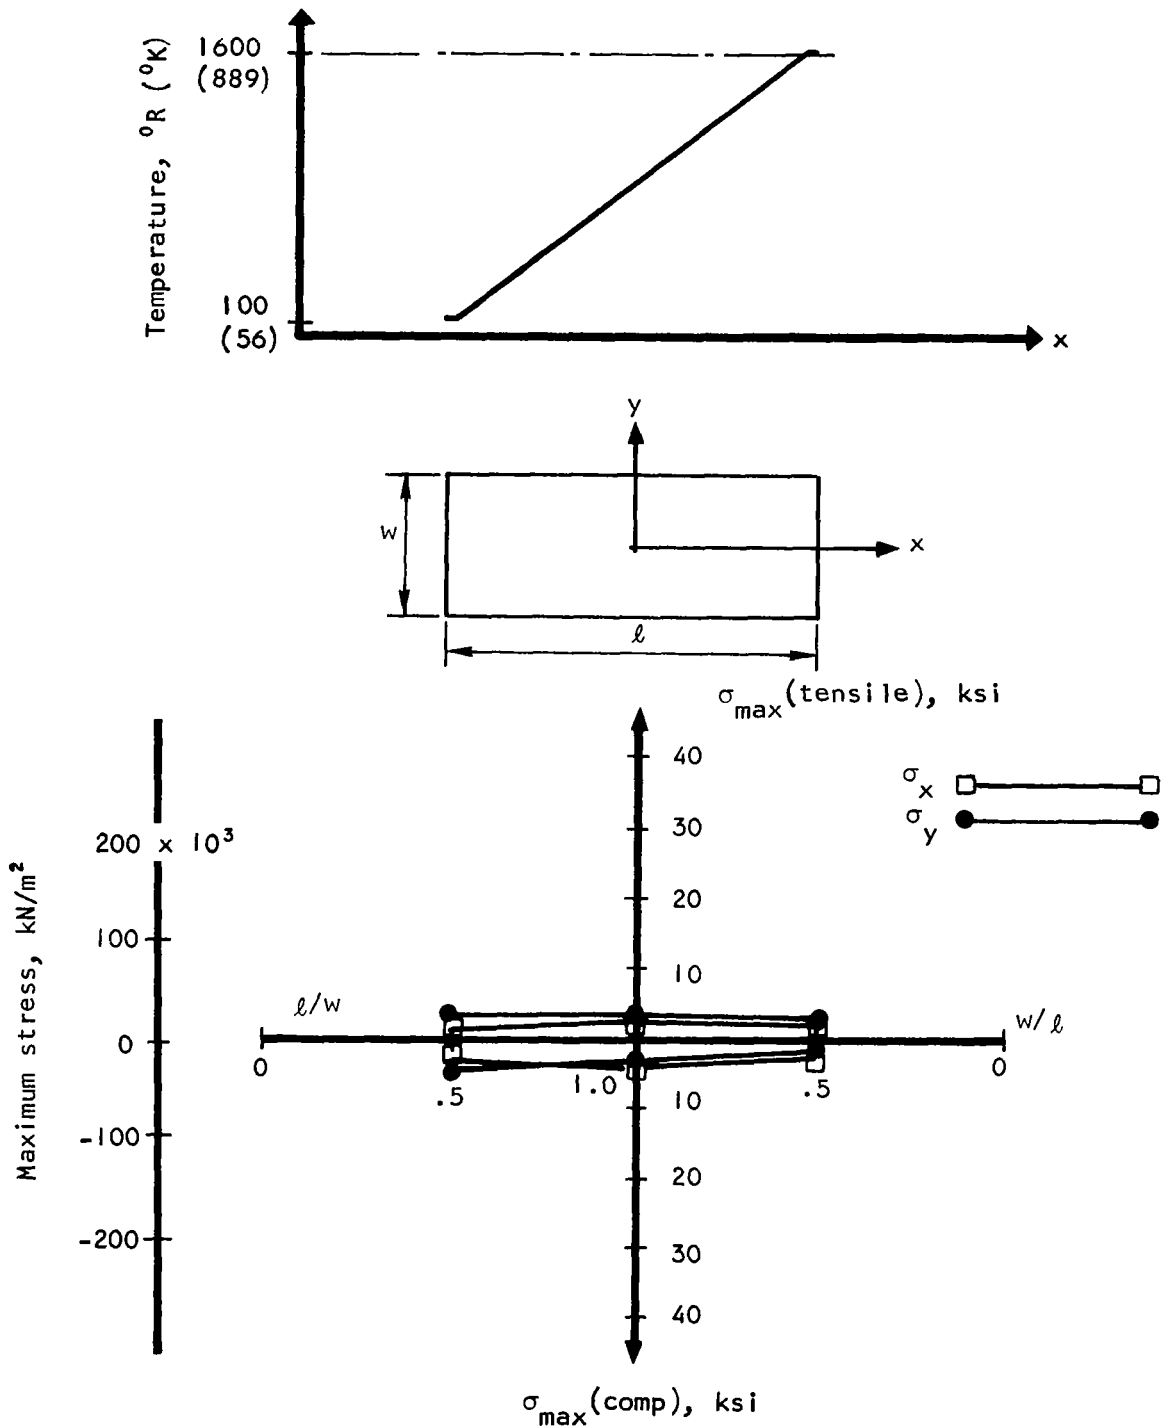 Temperature, °R (°K)
1600
(889)
100
(56)
x
y
w
x
ℓ
σmax(tensile), ksi
40
σx
σy
30
200 x 10³
20
100
10
Maximum stress, kN/m²
ℓ/w
w/ℓ
0
0
.5
1.0
.5
0
10
-100
20
-200
30
40
σmax(comp), ksi